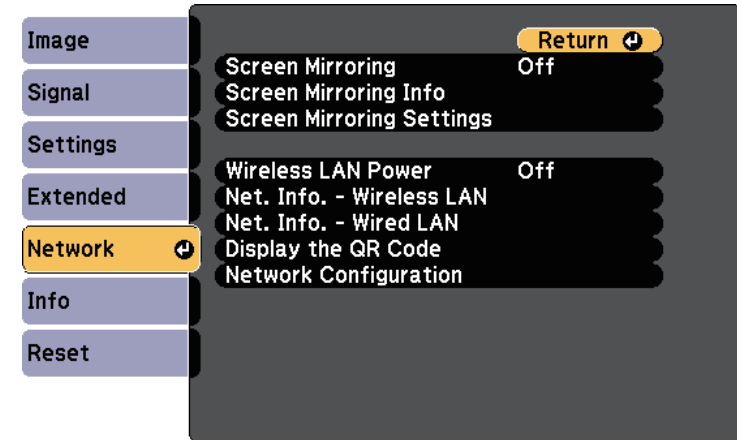 Image
Signal
Settings
Extended
Network
Info
Reset
Return
Screen Mirroring Off
Screen Mirroring Info
Screen Mirroring Settings
Wireless LAN Power Off
Net. Info. - Wireless LAN
Net. Info. - Wired LAN
Display the QR Code
Network Configuration